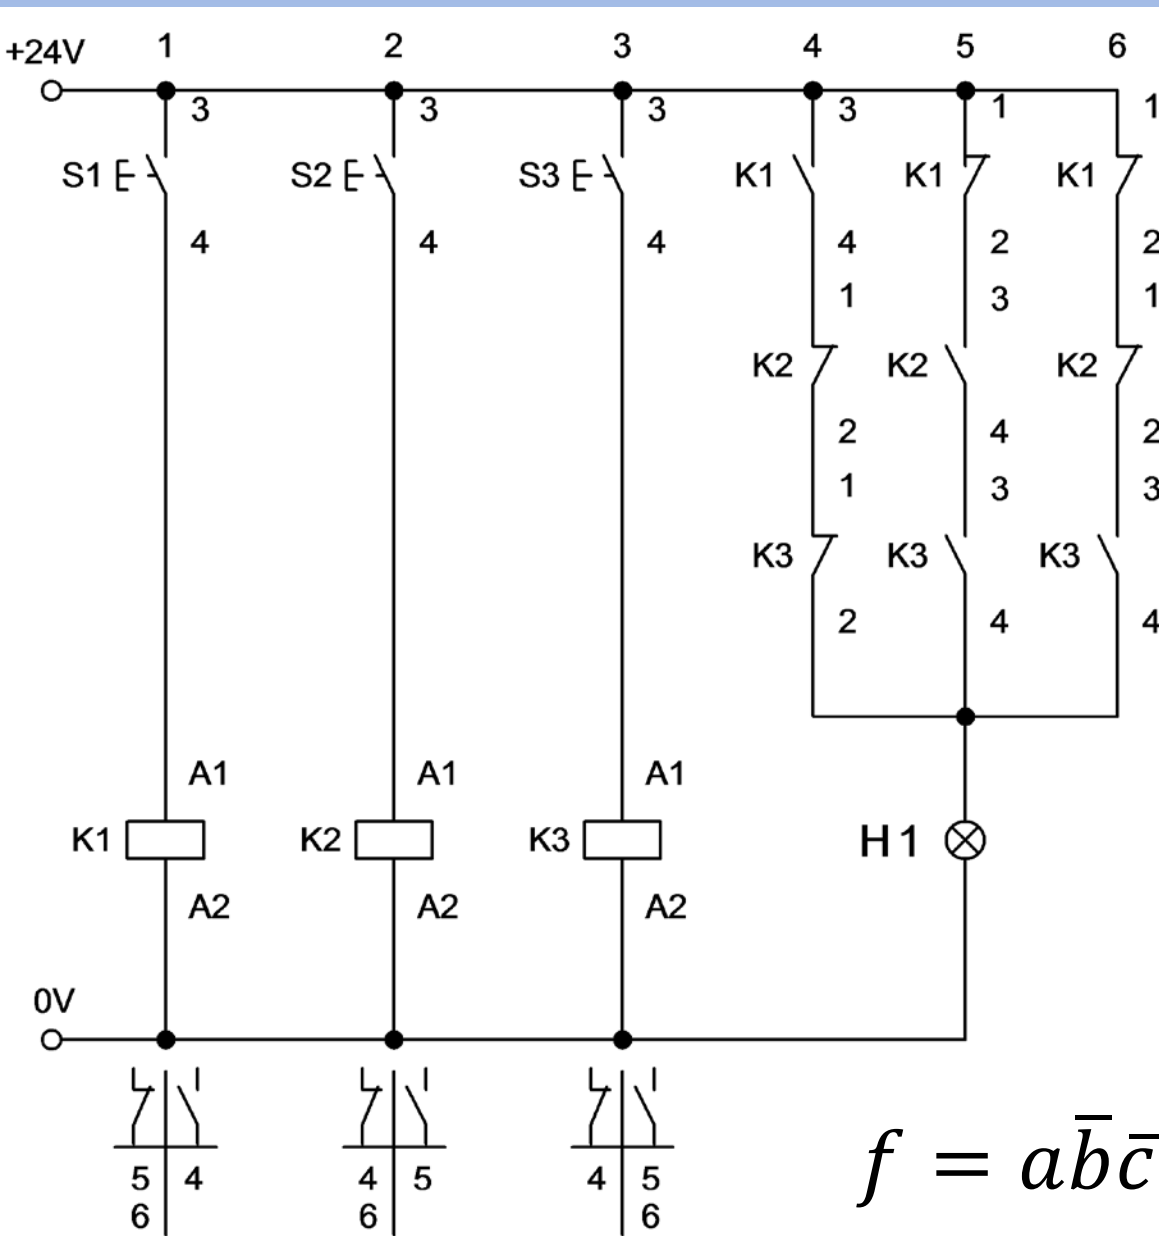 +24V 1 2 3 4 5 6
3 3 3 3 1 1
S1 S2 S3 K1 K1 K1
4 4 4 4 2 2
1 3 1
K2 K2 K2
2 4 2
1 3 3
K3 K3 K3
2 4 4
A1 A1 A1
K1 K2 K3 H1
A2 A2 A2
0V
5 4 4 5 4 5
6 6 6
f = ab̅c̅